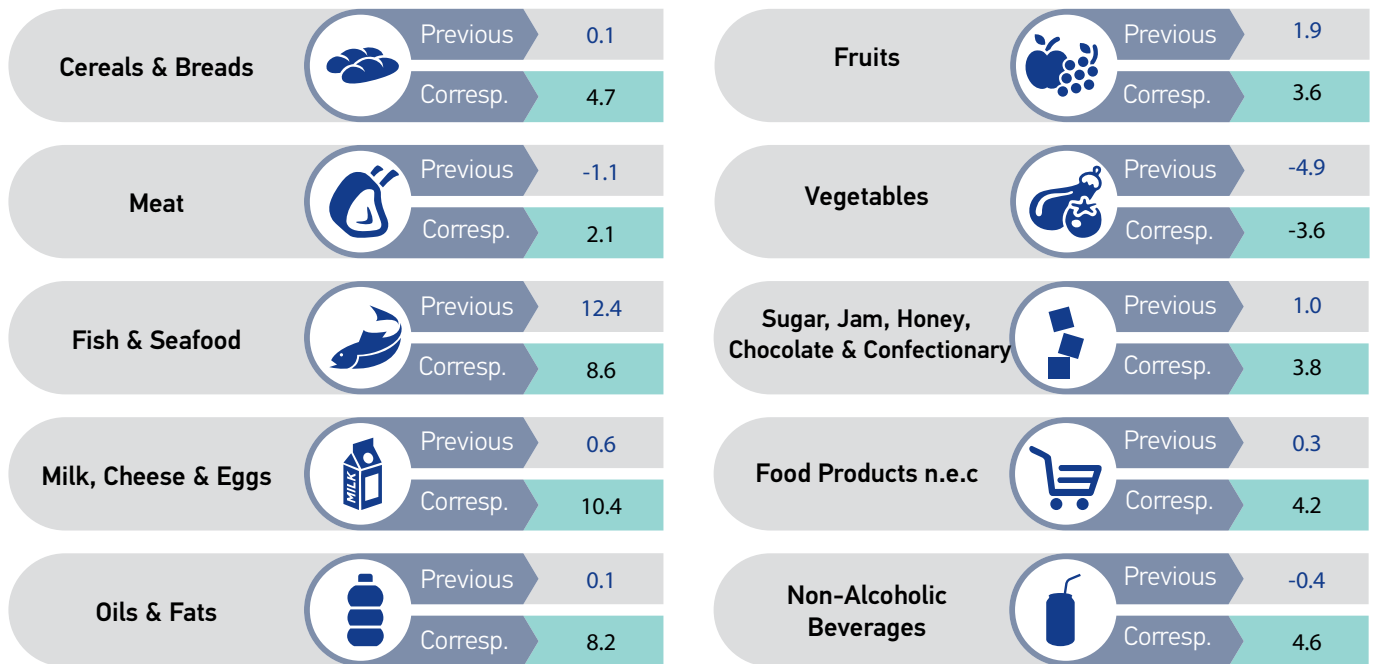 Cereals & Breads
Previous 0.1
Corresp. 4.7
Meat
Previous -1.1
Corresp. 2.1
Fish & Seafood
Previous 12.4
Corresp. 8.6
Milk, Cheese & Eggs
MILK
Previous 0.6
Corresp. 10.4
Oils & Fats
Previous 0.1
Corresp. 8.2
Fruits
Previous 1.9
Corresp. 3.6
Vegetables
Previous -4.9
Corresp. -3.6
Sugar, Jam, Honey,
Chocolate & Confectionary
Previous 1.0
Corresp. 3.8
Food Products n.e.c
Previous 0.3
Corresp. 4.2
Non-Alcoholic
Beverages
Previous -0.4
Corresp. 4.6